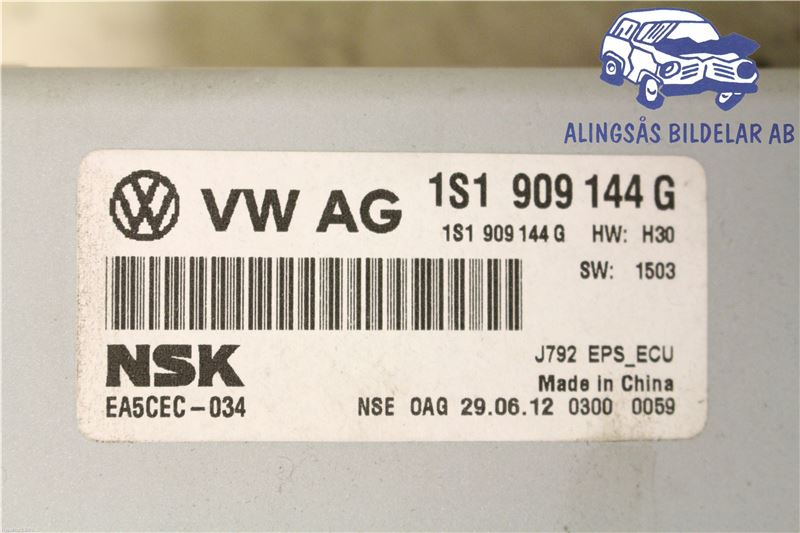 ALINGSÅS BILDELAR AB
VW AG 1S1 909 144 G
1S1 909 144 G HW: H30
SW: 1503
NSK
J792 EPS_ECU
Made in China
EA5CEC-034 NSE OAG 29.06.12 0300 0059